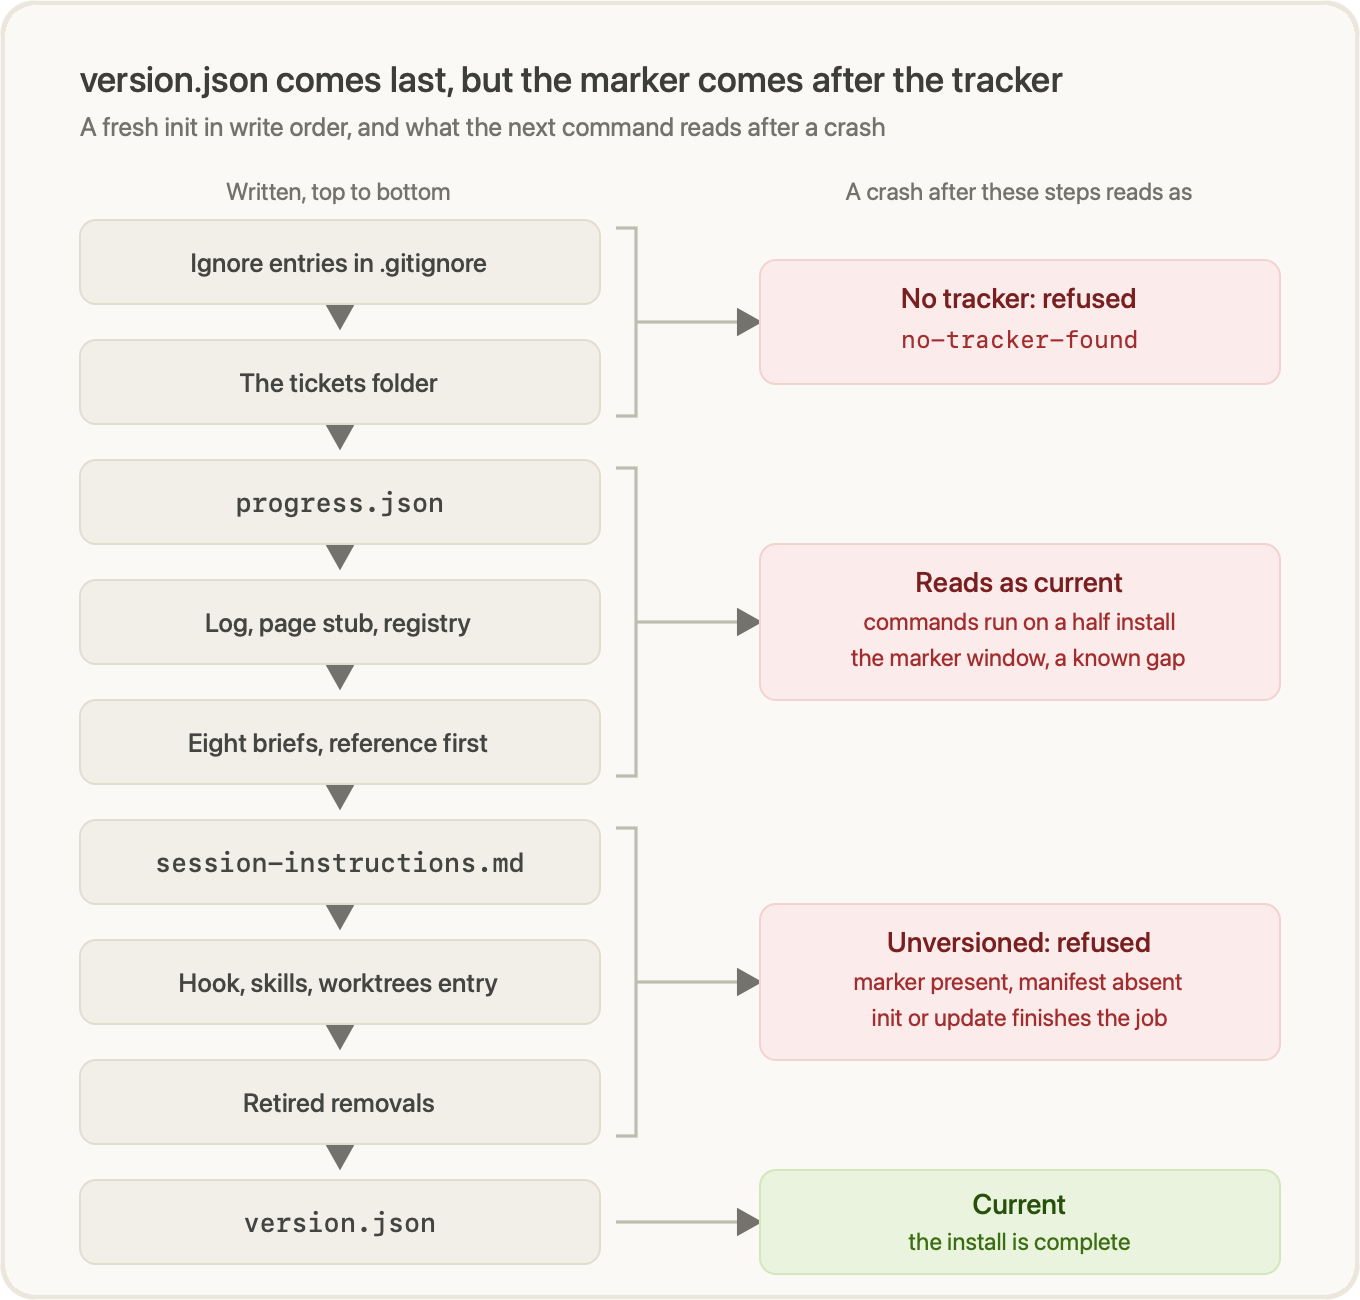 version.json comes last, but the marker comes after the tracker
A fresh init in write order, and what the next command reads after a crash
Written, top to bottom
A crash after these steps reads as
Ignore entries in .gitignore
The tickets folder
No tracker: refused
no-tracker-found
progress.json
Log, page stub, registry
Eight briefs, reference first
Reads as current
commands run on a half install
the marker window, a known gap
session-instructions.md
Hook, skills, worktrees entry
Retired removals
Unversioned: refused
marker present, manifest absent
init or update finishes the job
version.json
Current
the install is complete